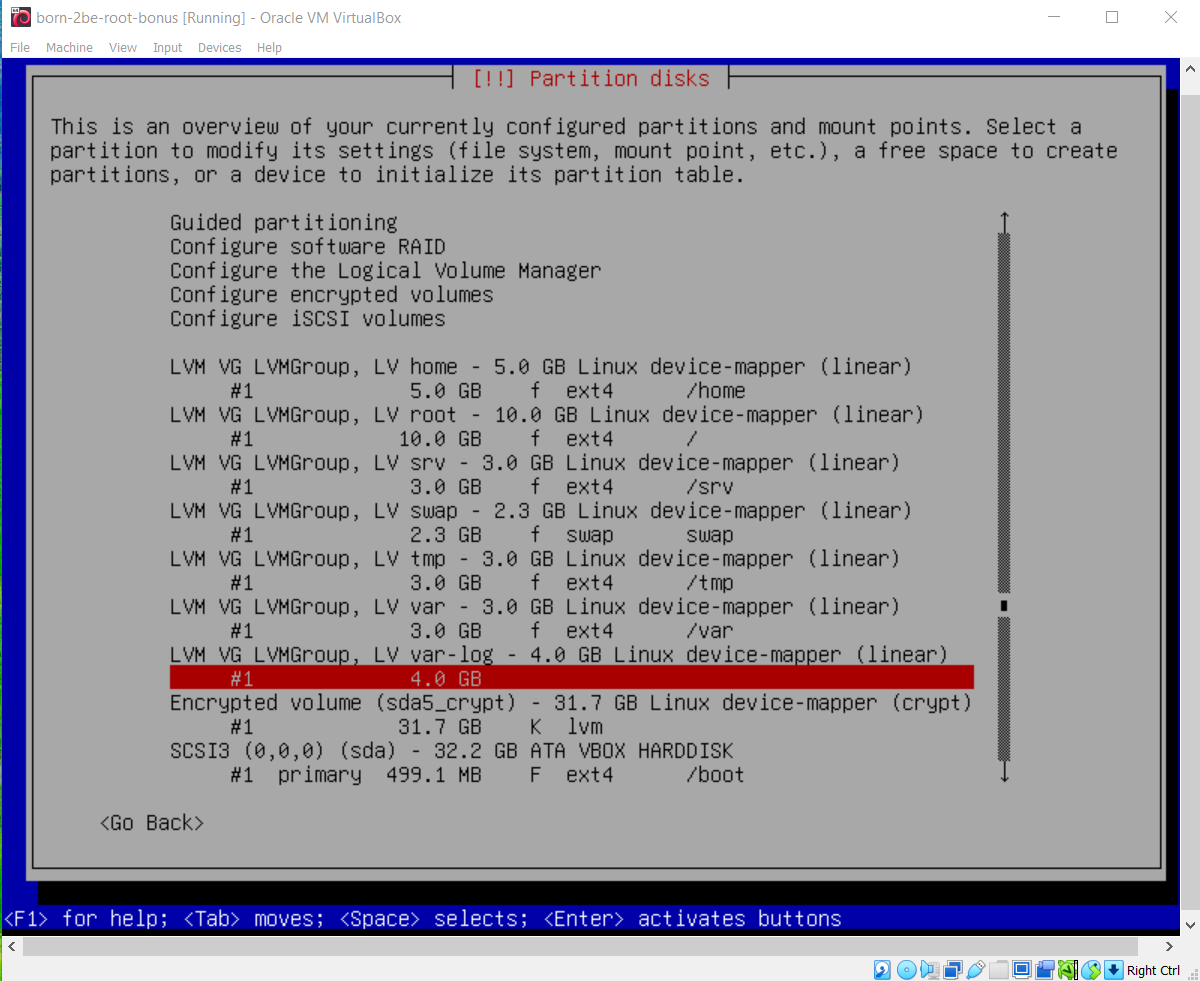 born-2be-root-bonus [Running] - Oracle VM VirtualBox
File Machine View Input Devices Help
[!!] Partition disks
This is an overview of your currently configured partitions and mount points. Select a
partition to modify its settings (file system, mount point, etc.), a free space to create
partitions, or a device to initialize its partition table.
Guided partitioning
Configure software RAID
Configure the Logical Volume Manager
Configure encrypted volumes
Configure iSCSI volumes
LVM VG LVMGroup, LV home - 5.0 GB Linux device-mapper (linear)
#1 5.0 GB f ext4 /home
LVM VG LVMGroup, LV root - 10.0 GB Linux device-mapper (linear)
#1 10.0 GB f ext4 /
LVM VG LVMGroup, LV srv - 3.0 GB Linux device-mapper (linear)
#1 3.0 GB f ext4 /srv
LVM VG LVMGroup, LV swap - 2.3 GB Linux device-mapper (linear)
#1 2.3 GB f swap swap
LVM VG LVMGroup, LV tmp - 3.0 GB Linux device-mapper (linear)
#1 3.0 GB f ext4 /tmp
LVM VG LVMGroup, LV var - 3.0 GB Linux device-mapper (linear)
#1 3.0 GB f ext4 /var
LVM VG LVMGroup, LV var-log - 4.0 GB Linux device-mapper (linear)
#1 4.0 GB
Encrypted volume (sda5_crypt) - 31.7 GB Linux device-mapper (crypt)
#1 31.7 GB K lvm
SCSI3 (0,0,0) (sda) - 32.2 GB ATA VBOX HARDDISK
#1 primary 499.1 MB F ext4 /boot
<Go Back>
<F1> for help; <Tab> moves; <Space> selects; <Enter> activates buttons
Right Ctrl